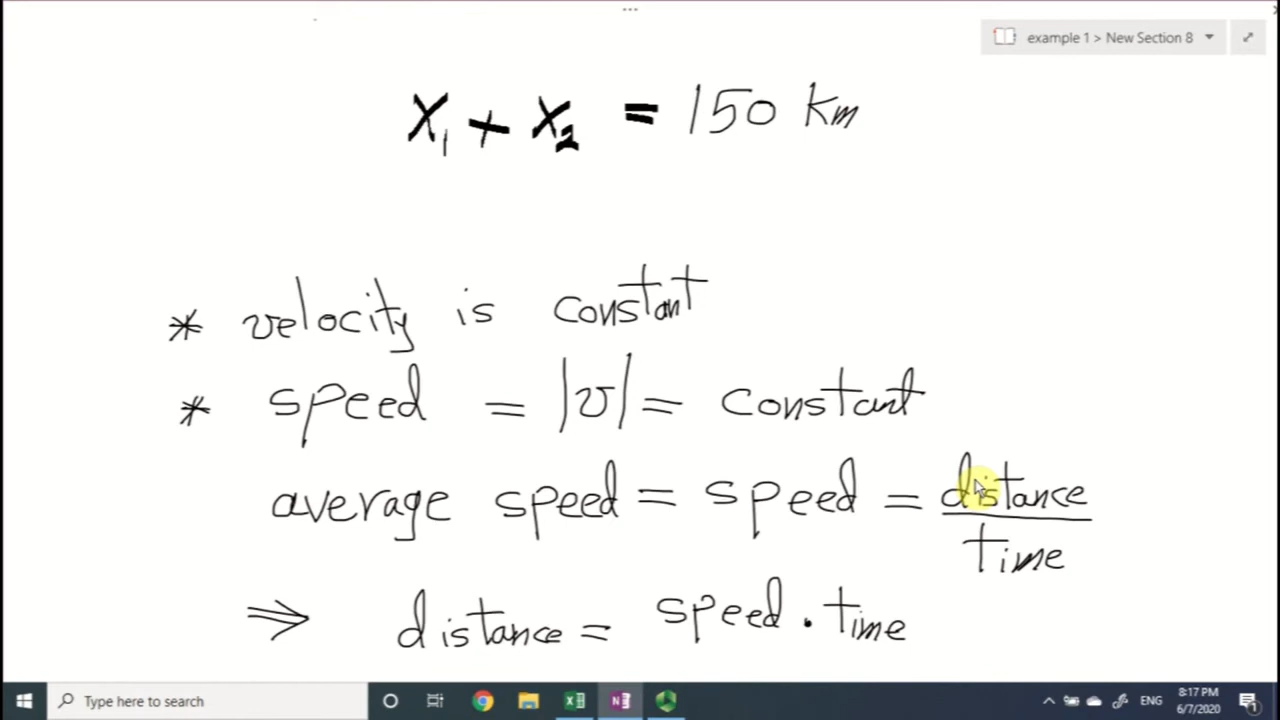 example 1 > New Section 8
X₁ + X₂ = 150 km
* velocity is constant
* speed = |v| = constant
average speed = speed = distance/time
⇒ distance = speed . time
Type here to search
ENG
8:17 PM
6/7/2020
1